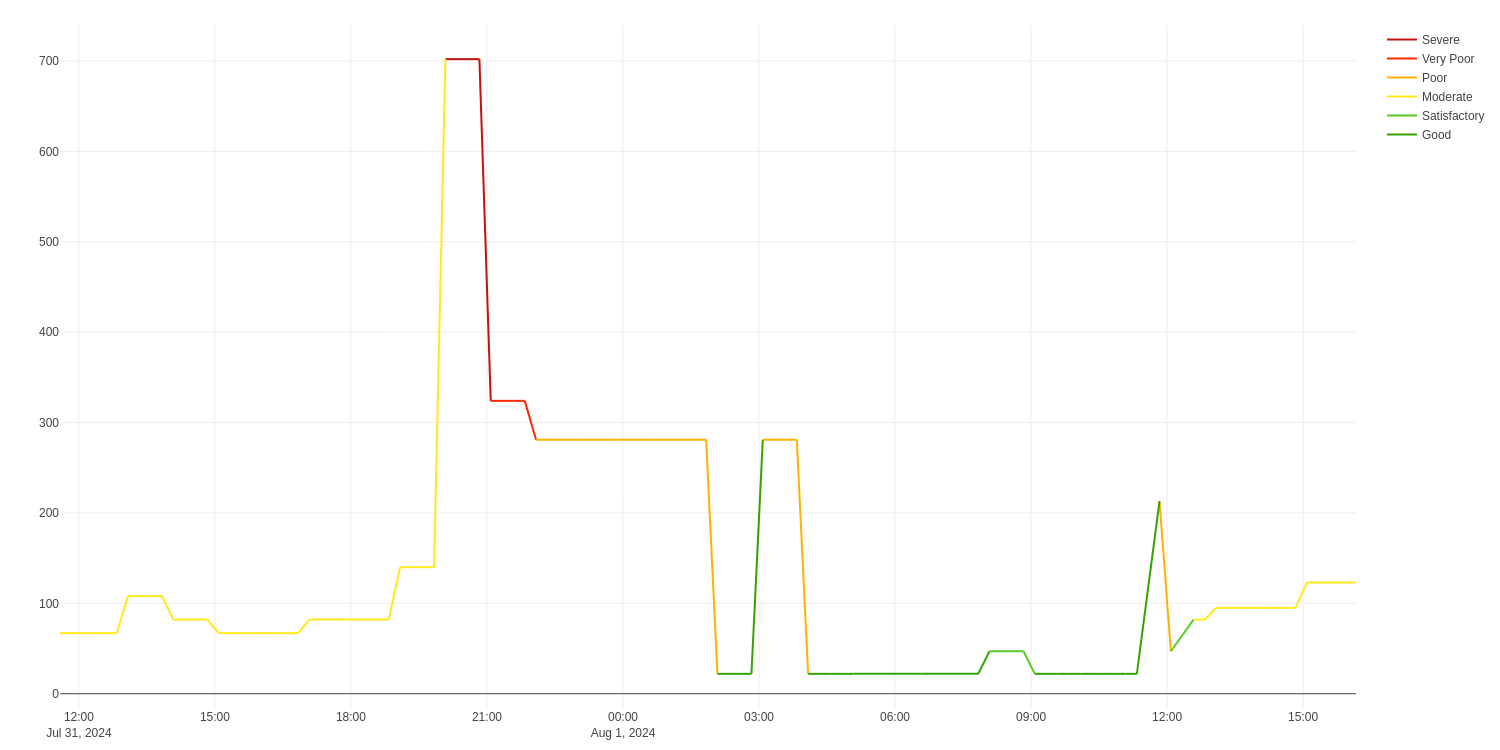 700
600
500
400
300
200
100
0
12:00
Jul 31, 2024
15:00
18:00
21:00
00:00
Aug 1, 2024
03:00
06:00
09:00
12:00
15:00
Severe
Very Poor
Poor
Moderate
Satisfactory
Good